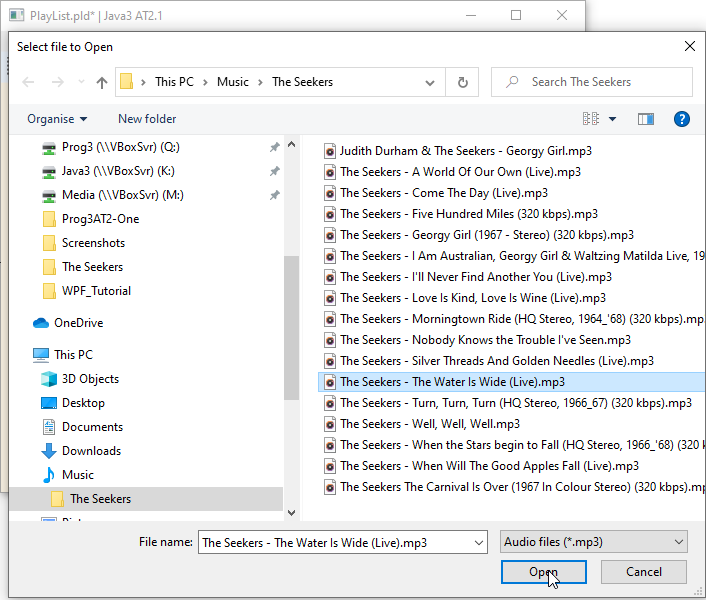 PlayList.pld* | Java3 AT2.1
Select file to Open
This PC > Music > The Seekers
Search The Seekers
Organise
New folder
?
Prog3 (\\VBoxSvr) (Q:)
Java3 (\\VBoxSvr) (K:)
Media (\\VBoxSvr) (M:)
Prog3AT2-One
Screenshots
The Seekers
WPF_Tutorial
OneDrive
This PC
3D Objects
Desktop
Documents
Downloads
Music
The Seekers
Judith Durham & The Seekers - Georgy Girl.mp3
The Seekers - A World Of Our Own (Live).mp3
The Seekers - Come The Day (Live).mp3
The Seekers - Five Hundred Miles (320 kbps).mp3
The Seekers - Georgy Girl (1967 - Stereo) (320 kbps).mp3
The Seekers - I Am Australian, Georgy Girl & Waltzing Matilda Live, 19
The Seekers - I'll Never Find Another You (Live).mp3
The Seekers - Love Is Kind, Love Is Wine (Live).mp3
The Seekers - Morningtown Ride (HQ Stereo, 1964_'68) (320 kbps).mp
The Seekers - Nobody Knows the Trouble I've Seen.mp3
The Seekers - Silver Threads And Golden Needles (Live).mp3
The Seekers - The Water Is Wide (Live).mp3
The Seekers - Turn, Turn, Turn (HQ Stereo, 1966_67) (320 kbps).mp3
The Seekers - Well, Well, Well.mp3
The Seekers - When the Stars begin to Fall (HQ Stereo, 1966_'68) (320 k
The Seekers - When Will The Good Apples Fall (Live).mp3
The Seekers The Carnival Is Over (1967 In Colour Stereo) (320 kbps).mp
File name:
The Seekers - The Water Is Wide (Live).mp3
Audio files (*.mp3)
Open
Cancel